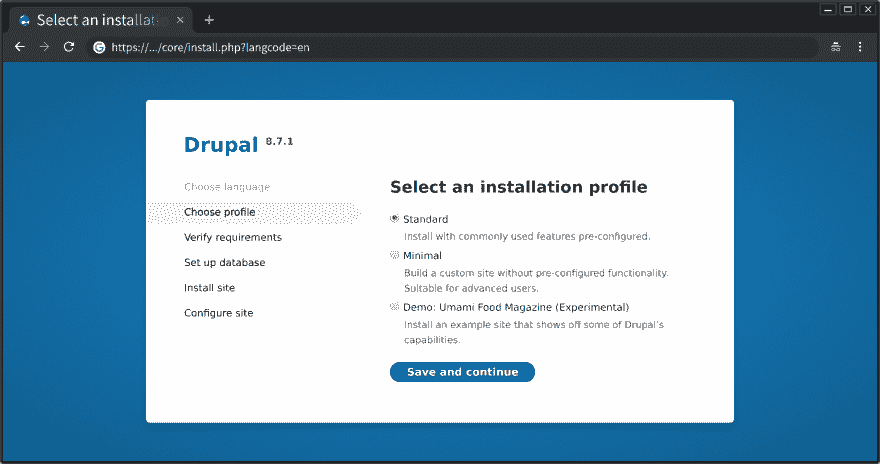 Select an installatio
https://.../core/install.php?langcode=en
Drupal 8.7.1
Choose language
Choose profile
Verify requirements
Set up database
Install site
Configure site
Select an installation profile
Standard
Install with commonly used features pre-configured.
Minimal
Build a custom site without pre-configured functionality.
Suitable for advanced users.
Demo: Umami Food Magazine (Experimental)
Install an example site that shows off some of Drupal's
capabilities.
Save and continue